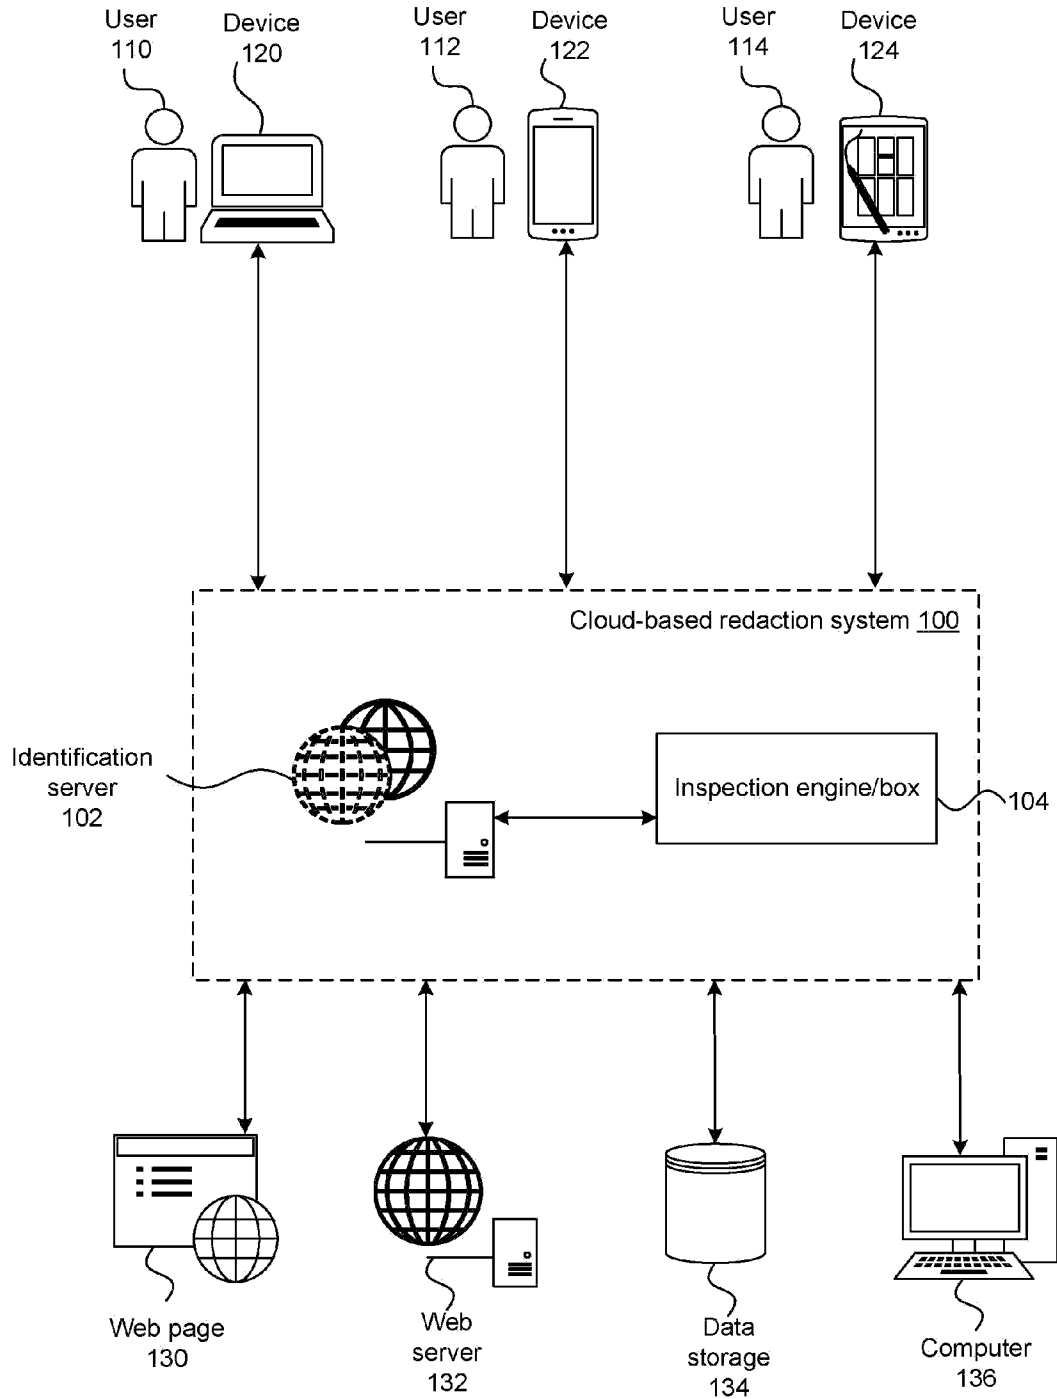 User
110
Device
120
User
112
Device
122
User
114
Device
124
Cloud-based redaction system 100
Identification
server
102
Inspection engine/box
104
Web page
130
Web
server
132
Data
storage
134
Computer
136